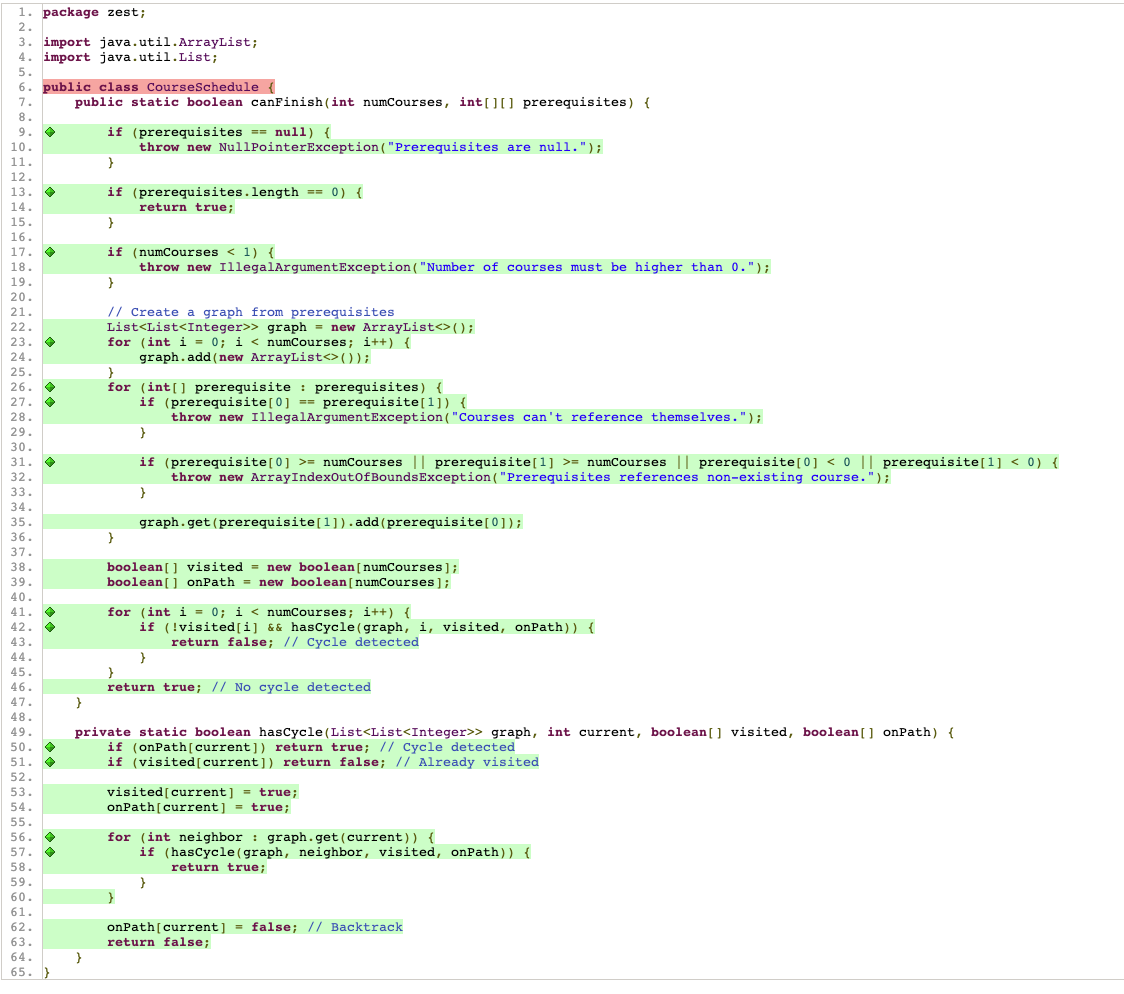 1. package zest;
2.
3. import java.util.ArrayList;
4. import java.util.List;
5.
6. public class CourseSchedule {
7.     public static boolean canFinish(int numCourses, int[][] prerequisites) {
8.
9.         if (prerequisites == null) {
10.             throw new NullPointerException("Prerequisites are null.");
11.         }
12.
13.         if (prerequisites.length == 0) {
14.             return true;
15.         }
16.
17.         if (numCourses < 1) {
18.             throw new IllegalArgumentException("Number of courses must be higher than 0.");
19.         }
20.
21.         // Create a graph from prerequisites
22.         List<List<Integer>> graph = new ArrayList<>();
23.         for (int i = 0; i < numCourses; i++) {
24.             graph.add(new ArrayList<>());
25.         }
26.         for (int[] prerequisite : prerequisites) {
27.             if (prerequisite[0] == prerequisite[1]) {
28.                 throw new IllegalArgumentException("Courses can't reference themselves.");
29.             }
30.
31.             if (prerequisite[0] >= numCourses || prerequisite[1] >= numCourses || prerequisite[0] < 0 || prerequisite[1] < 0) {
32.                 throw new ArrayIndexOutOfBoundsException("Prerequisites references non-existing course.");
33.             }
34.
35.             graph.get(prerequisite[1]).add(prerequisite[0]);
36.         }
37.
38.         boolean[] visited = new boolean[numCourses];
39.         boolean[] onPath = new boolean[numCourses];
40.
41.         for (int i = 0; i < numCourses; i++) {
42.             if (!visited[i] && hasCycle(graph, i, visited, onPath)) {
43.                 return false; // Cycle detected
44.             }
45.         }
46.         return true; // No cycle detected
47.     }
48.
49.     private static boolean hasCycle(List<List<Integer>> graph, int current, boolean[] visited, boolean[] onPath) {
50.         if (onPath[current]) return true; // Cycle detected
51.         if (visited[current]) return false; // Already visited
52.
53.         visited[current] = true;
54.         onPath[current] = true;
55.
56.         for (int neighbor : graph.get(current)) {
57.             if (hasCycle(graph, neighbor, visited, onPath)) {
58.                 return true;
59.             }
60.         }
61.
62.         onPath[current] = false; // Backtrack
63.         return false;
64.     }
65. }